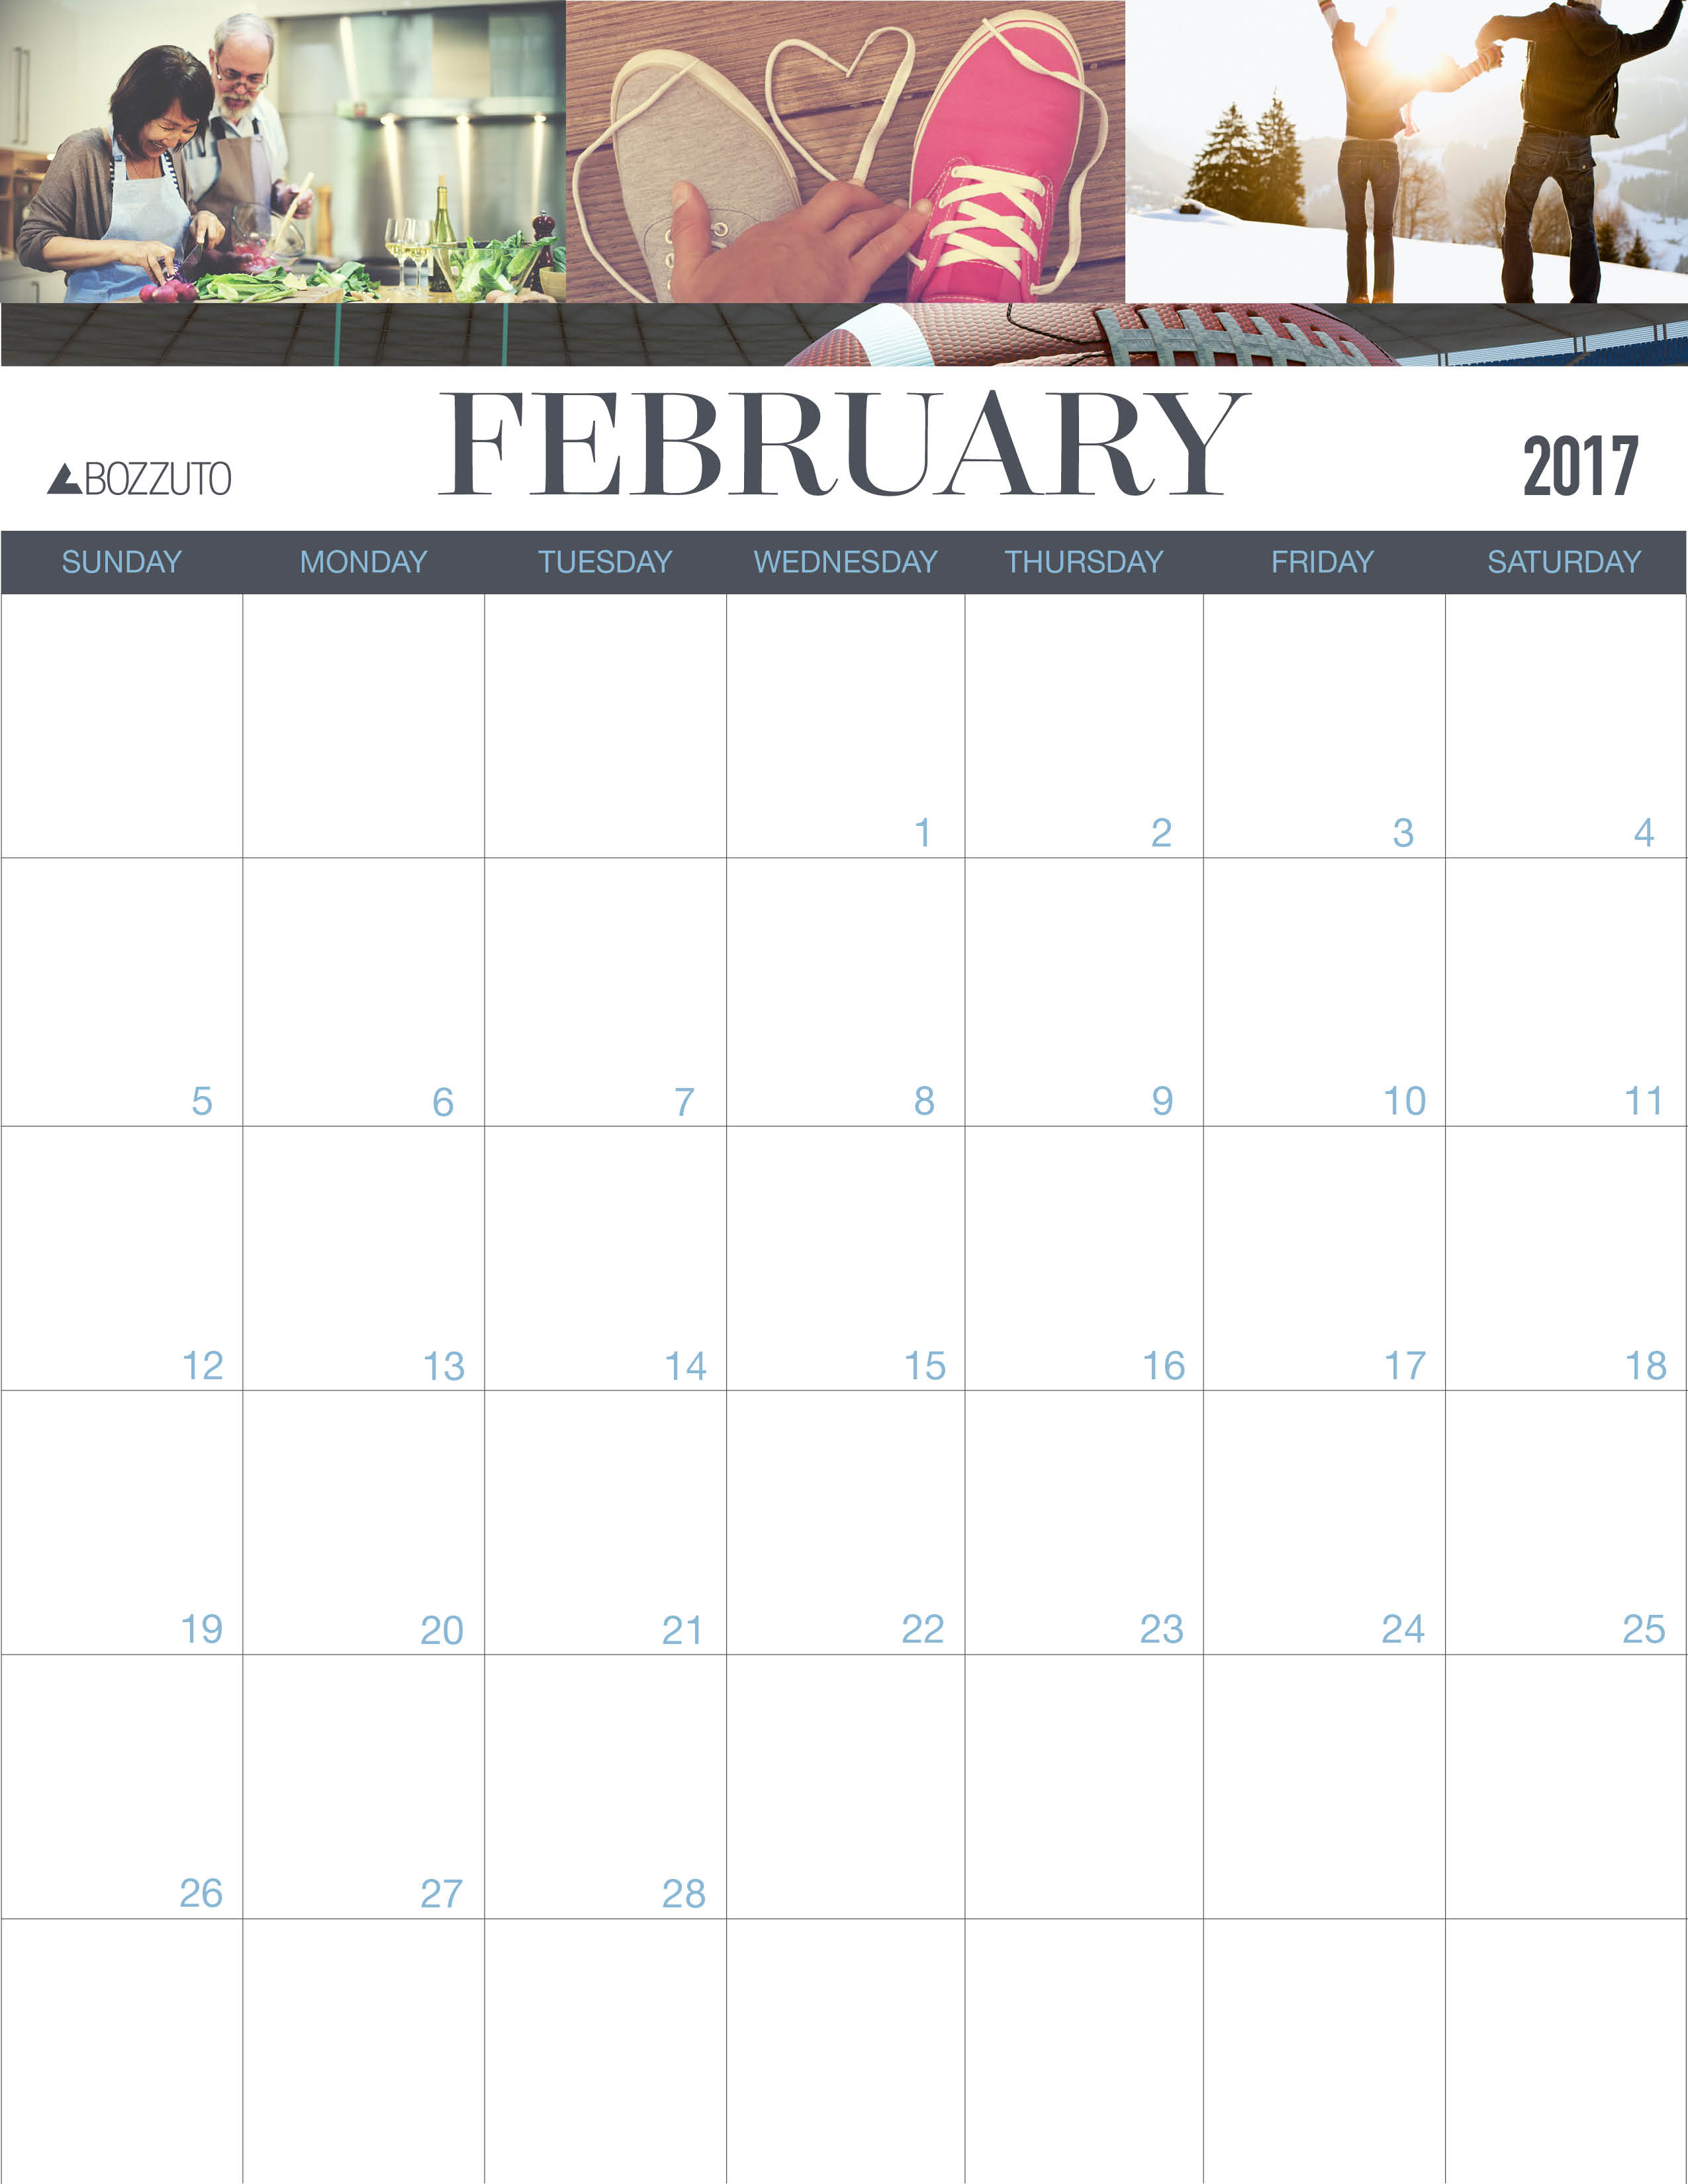 FEBRUARY
BOZZUTO
2017
SUNDAY MONDAY TUESDAY WEDNESDAY THURSDAY FRIDAY SATURDAY
1 2 3 4
5 6 7 8 9 10 11
12 13 14 15 16 17 18
19 20 21 22 23 24 25
26 27 28